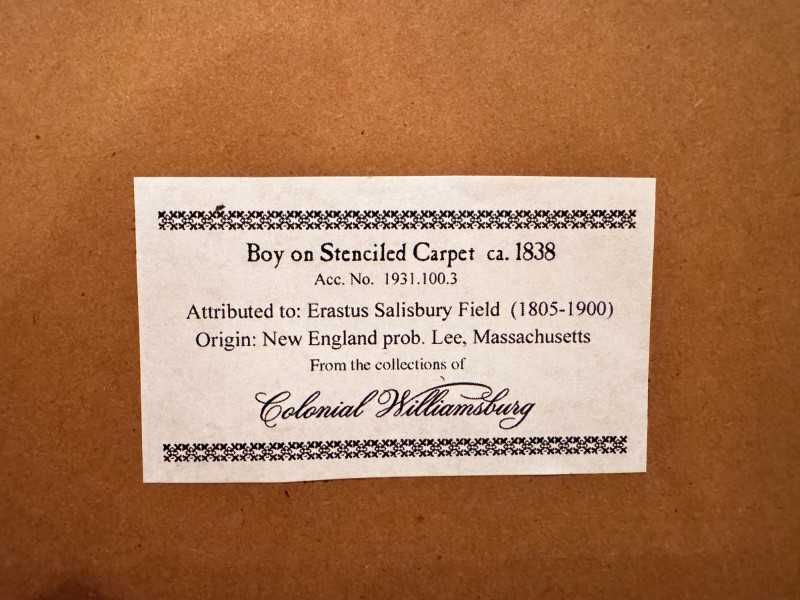 Boy on Stenciled Carpet ca. 1838
Acc. No. 1931.100.3
Attributed to: Erastus Salisbury Field (1805-1900)
Origin: New England prob. Lee, Massachusetts
From the collections of
Colonial Williamsburg